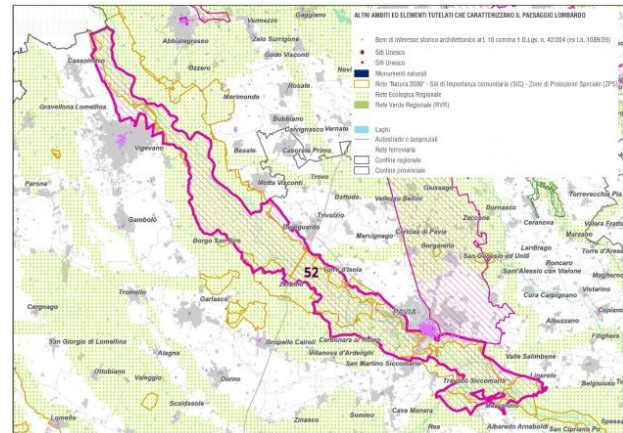 ALTRI AMBITI ED ELEMENTI TUTELATI CHE CARATTERIZZANO IL PAESAGGIO LOMBARDO
Beni di interesse storico architettonico art. 10 comma 1 D.Lgs. n. 42/204 (ex Ln. 1089/39)
Siti Unesco
Siti Unesco
Monumenti naturali
Rete "Natura 2000" - Siti di Importanza comunitaria (SIC) - Zone di Protezione Speciale (ZPS)
Rete Ecologica Regionale
Rete Verde Regionale (RVR)
Laghi
Autostrade e tangenziali
Rete ferroviaria
Confine regionale
Confine provinciale
Vermezzo
Gaggiano
Abbiategrasso
Zelo Surrigone
Gudo Visconti
Cassolnovo
Ozzero
Rosate
Morimondo
Gravellona Lomellina
Bubbiano
Calvignasco
Vernate
Vigevano
Besate
Casorate Primo
Motta Visconti
Trovo
Giussago
Parona
Battuda
Vellezzo Bellini
Bornasco
Torrevecchia Pia
Zeccone
Ceranova
Gambolò
Trivolzio
Certosa di Pavia
Marzano
Bereguardo
Marcignago
Borgarello
Lardirago
Borgo San Siro
San Genesio ed Uniti
Roncaro
Sant'Alessio con Vialone
Magherno
52
Torre d'Isola
Vistarino
Cura Carpignano
Tromello
Zerbolò
Copiano
Garlasco
PAVIA
Albuzzano
Cergnago
Filighera
Gropello Cairoli
Carbonara al Ticino
San Giorgio di Lomellina
Villanova d'Ardenghi
Valle Salimbene
Alagna
San Martino Siccomario
Linarolo
Ottobiano
Valeggio
Dorno
Travacò Siccomario
Belgioioso
Scaldasole
Mezzanino
Lomello
Sommo
Cava Manara
Zinasco
Rea
Albaredo Arnaboldi
Spessa
San Cipriano Po